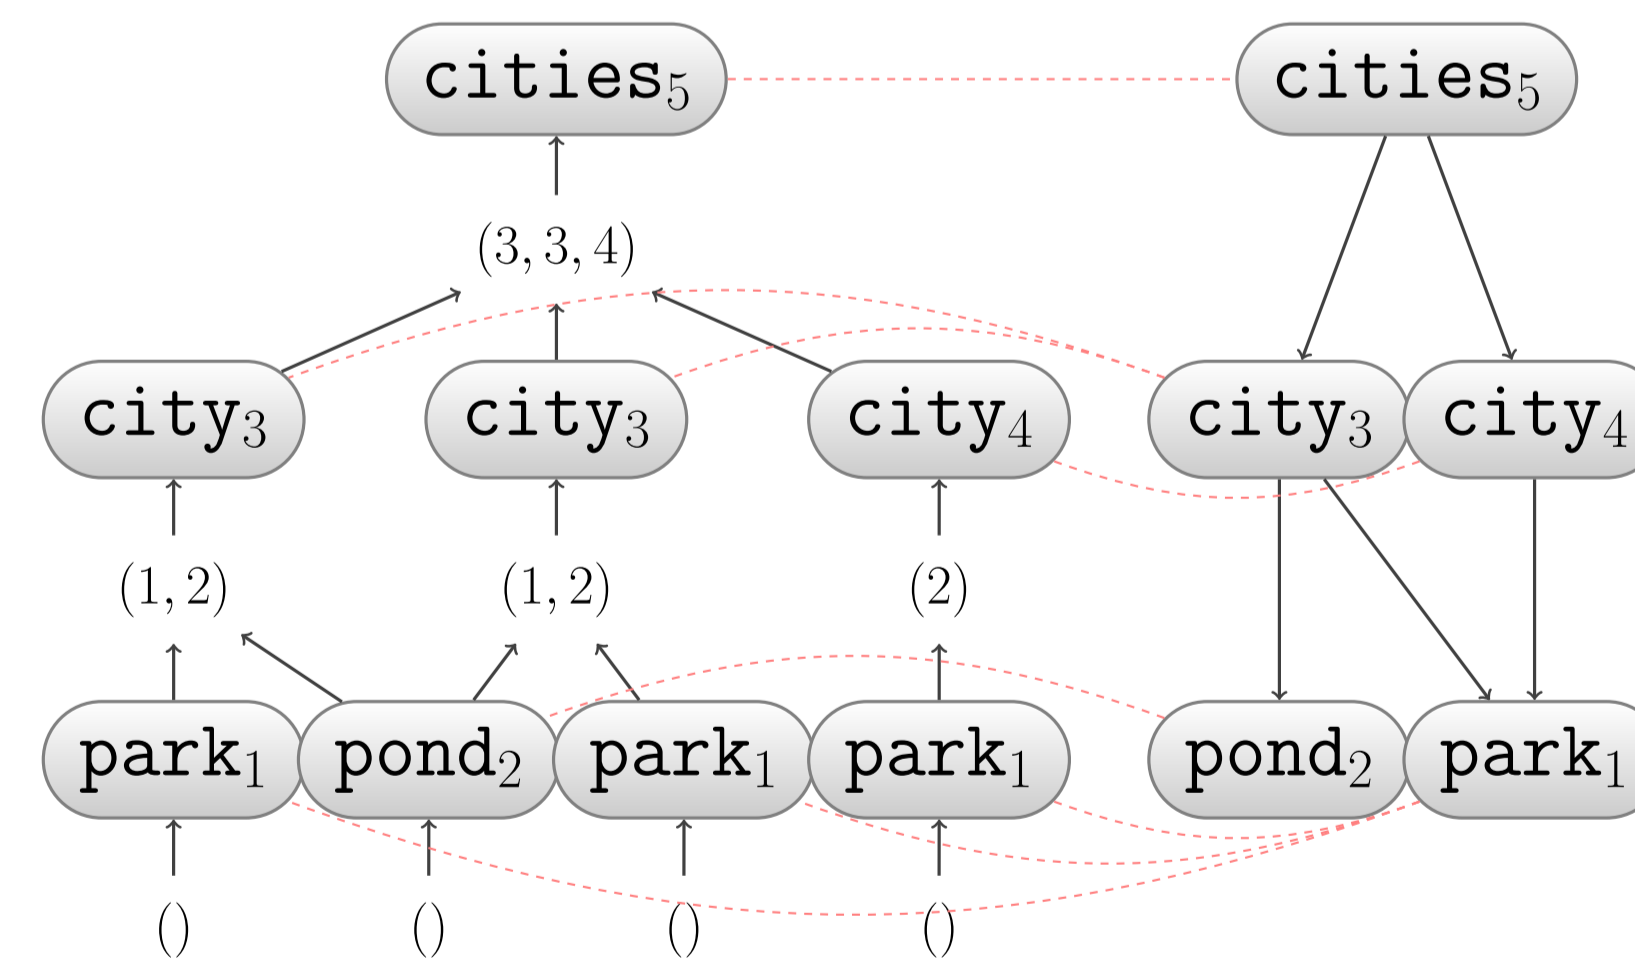 cities₅ cities₅
(3, 3, 4)
city₃ city₃ city₄ city₃ city₄
(1, 2) (1, 2) (2)
park₁ pond₂ park₁ park₁ pond₂ park₁
() () () ()